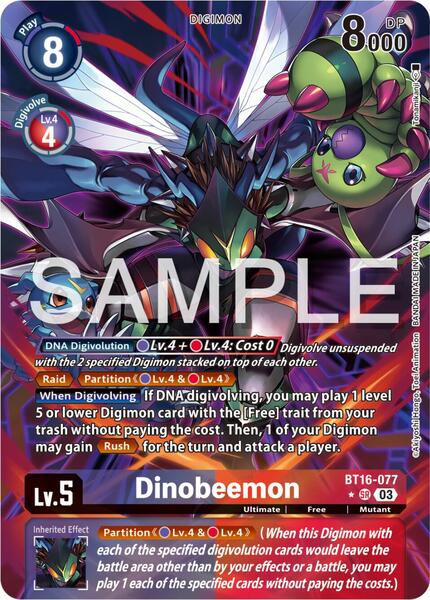 DIGIMON
Play
8
DP
8000
Digivolve
Lv.4
4
Tonamikanji
SAMPLE
DNA Digivolution Lv.4 + Lv.4: Cost 0 Digivolve unsuspended
with the 2 specified Digimon stacked on top of each other.
Raid Partition《Lv.4 & Lv.4》
When Digivolving If DNA digivolving, you may play 1 level
5 or lower Digimon card with the [Free] trait from your
trash without paying the cost. Then, 1 of your Digimon
may gain Rush for the turn and attack a player.
©Akiyoshi Hongo, Toei Animation BANDAI MADE IN JAPAN
Lv.5
Dinobeemon
BT16-077
SR 03
Ultimate Free Mutant
Inherited Effect
Partition《Lv.4 & Lv.4》 (When this Digimon with
each of the specified digivolution cards would leave the
battle area other than by your effects or a battle, you may
play 1 each of the specified cards without paying the costs.)